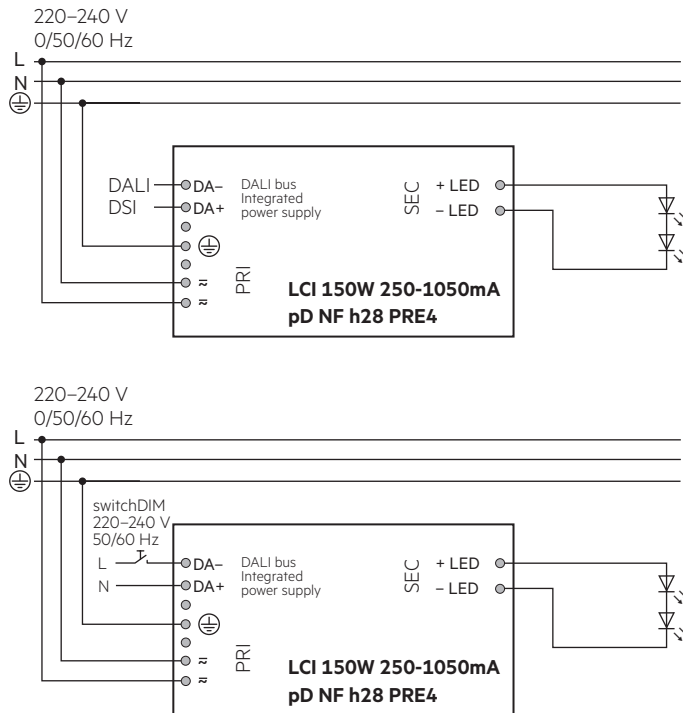 220–240 V
0/50/60 Hz
L
N
DALI
DSI
DA–
DA+
DALI bus
Integrated
power supply
SEC
+ LED
– LED
PRI
≂
≂
LCI 150W 250-1050mA
pD NF h28 PRE4
220–240 V
0/50/60 Hz
L
N
switchDIM
220–240 V
50/60 Hz
L
N
DA–
DA+
DALI bus
Integrated
power supply
SEC
+ LED
– LED
PRI
≂
≂
LCI 150W 250-1050mA
pD NF h28 PRE4